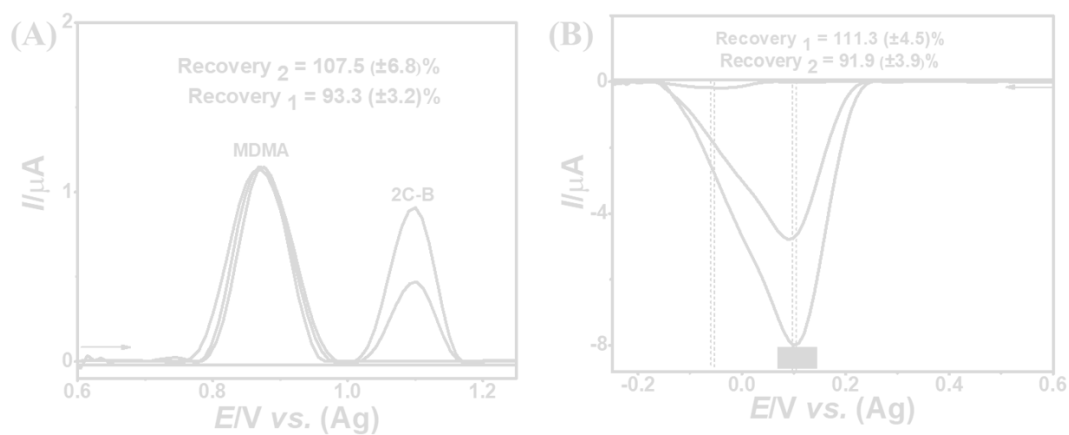 (A)
2
Recovery 2 = 107.5 (±6.8)%
Recovery 1 = 93.3 (±3.2)%
MDMA
2C-B
1
0
I/µA
0.6 0.8 1.0 1.2
E/V vs. (Ag)
(B)
Recovery 1 = 111.3 (±4.5)%
Recovery 2 = 91.9 (±3.9)%
0
-4
-8
I/µA
-0.2 0.0 0.2 0.4 0.6
E/V vs. (Ag)